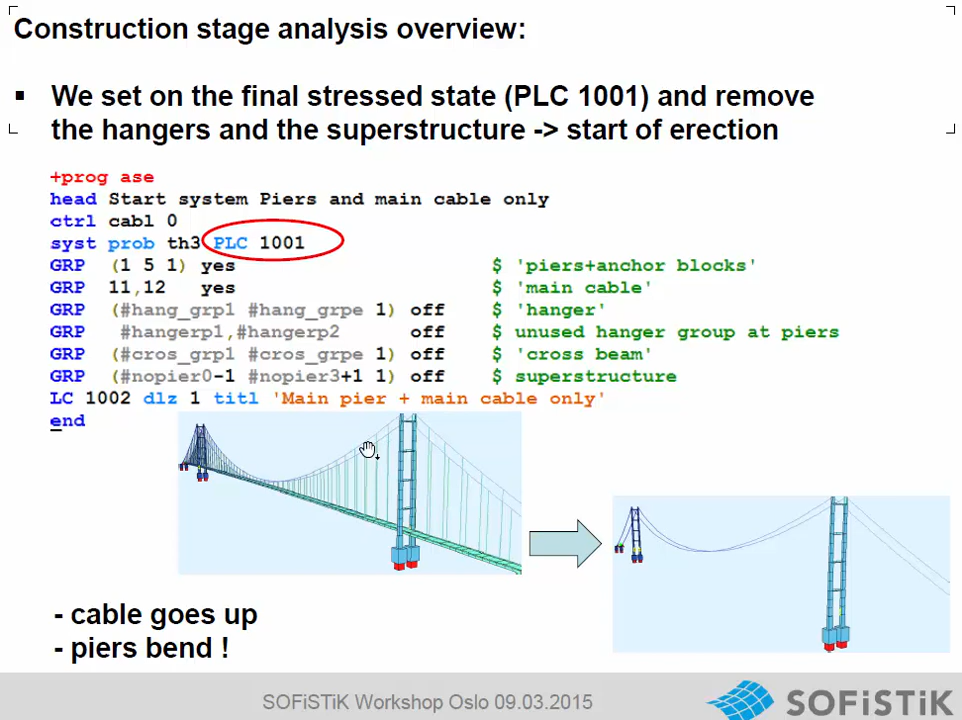 Construction stage analysis overview:
▪ We set on the final stressed state (PLC 1001) and remove
the hangers and the superstructure -> start of erection
+prog ase
head Start system Piers and main cable only
ctrl cabl 0
syst prob th3 PLC 1001
GRP (1 5 1) yes $ 'piers+anchor blocks'
GRP 11,12 yes $ 'main cable'
GRP (#hang_grp1 #hang_grpe 1) off $ 'hanger'
GRP #hangerp1,#hangerp2 off $ unused hanger group at piers
GRP (#cros_grp1 #cros_grpe 1) off $ 'cross beam'
GRP (#nopier0-1 #nopier3+1 1) off $ superstructure
LC 1002 dlz 1 titl 'Main pier + main cable only'
end
- cable goes up
- piers bend !
SOFiSTiK Workshop Oslo 09.03.2015
SOFiSTiK